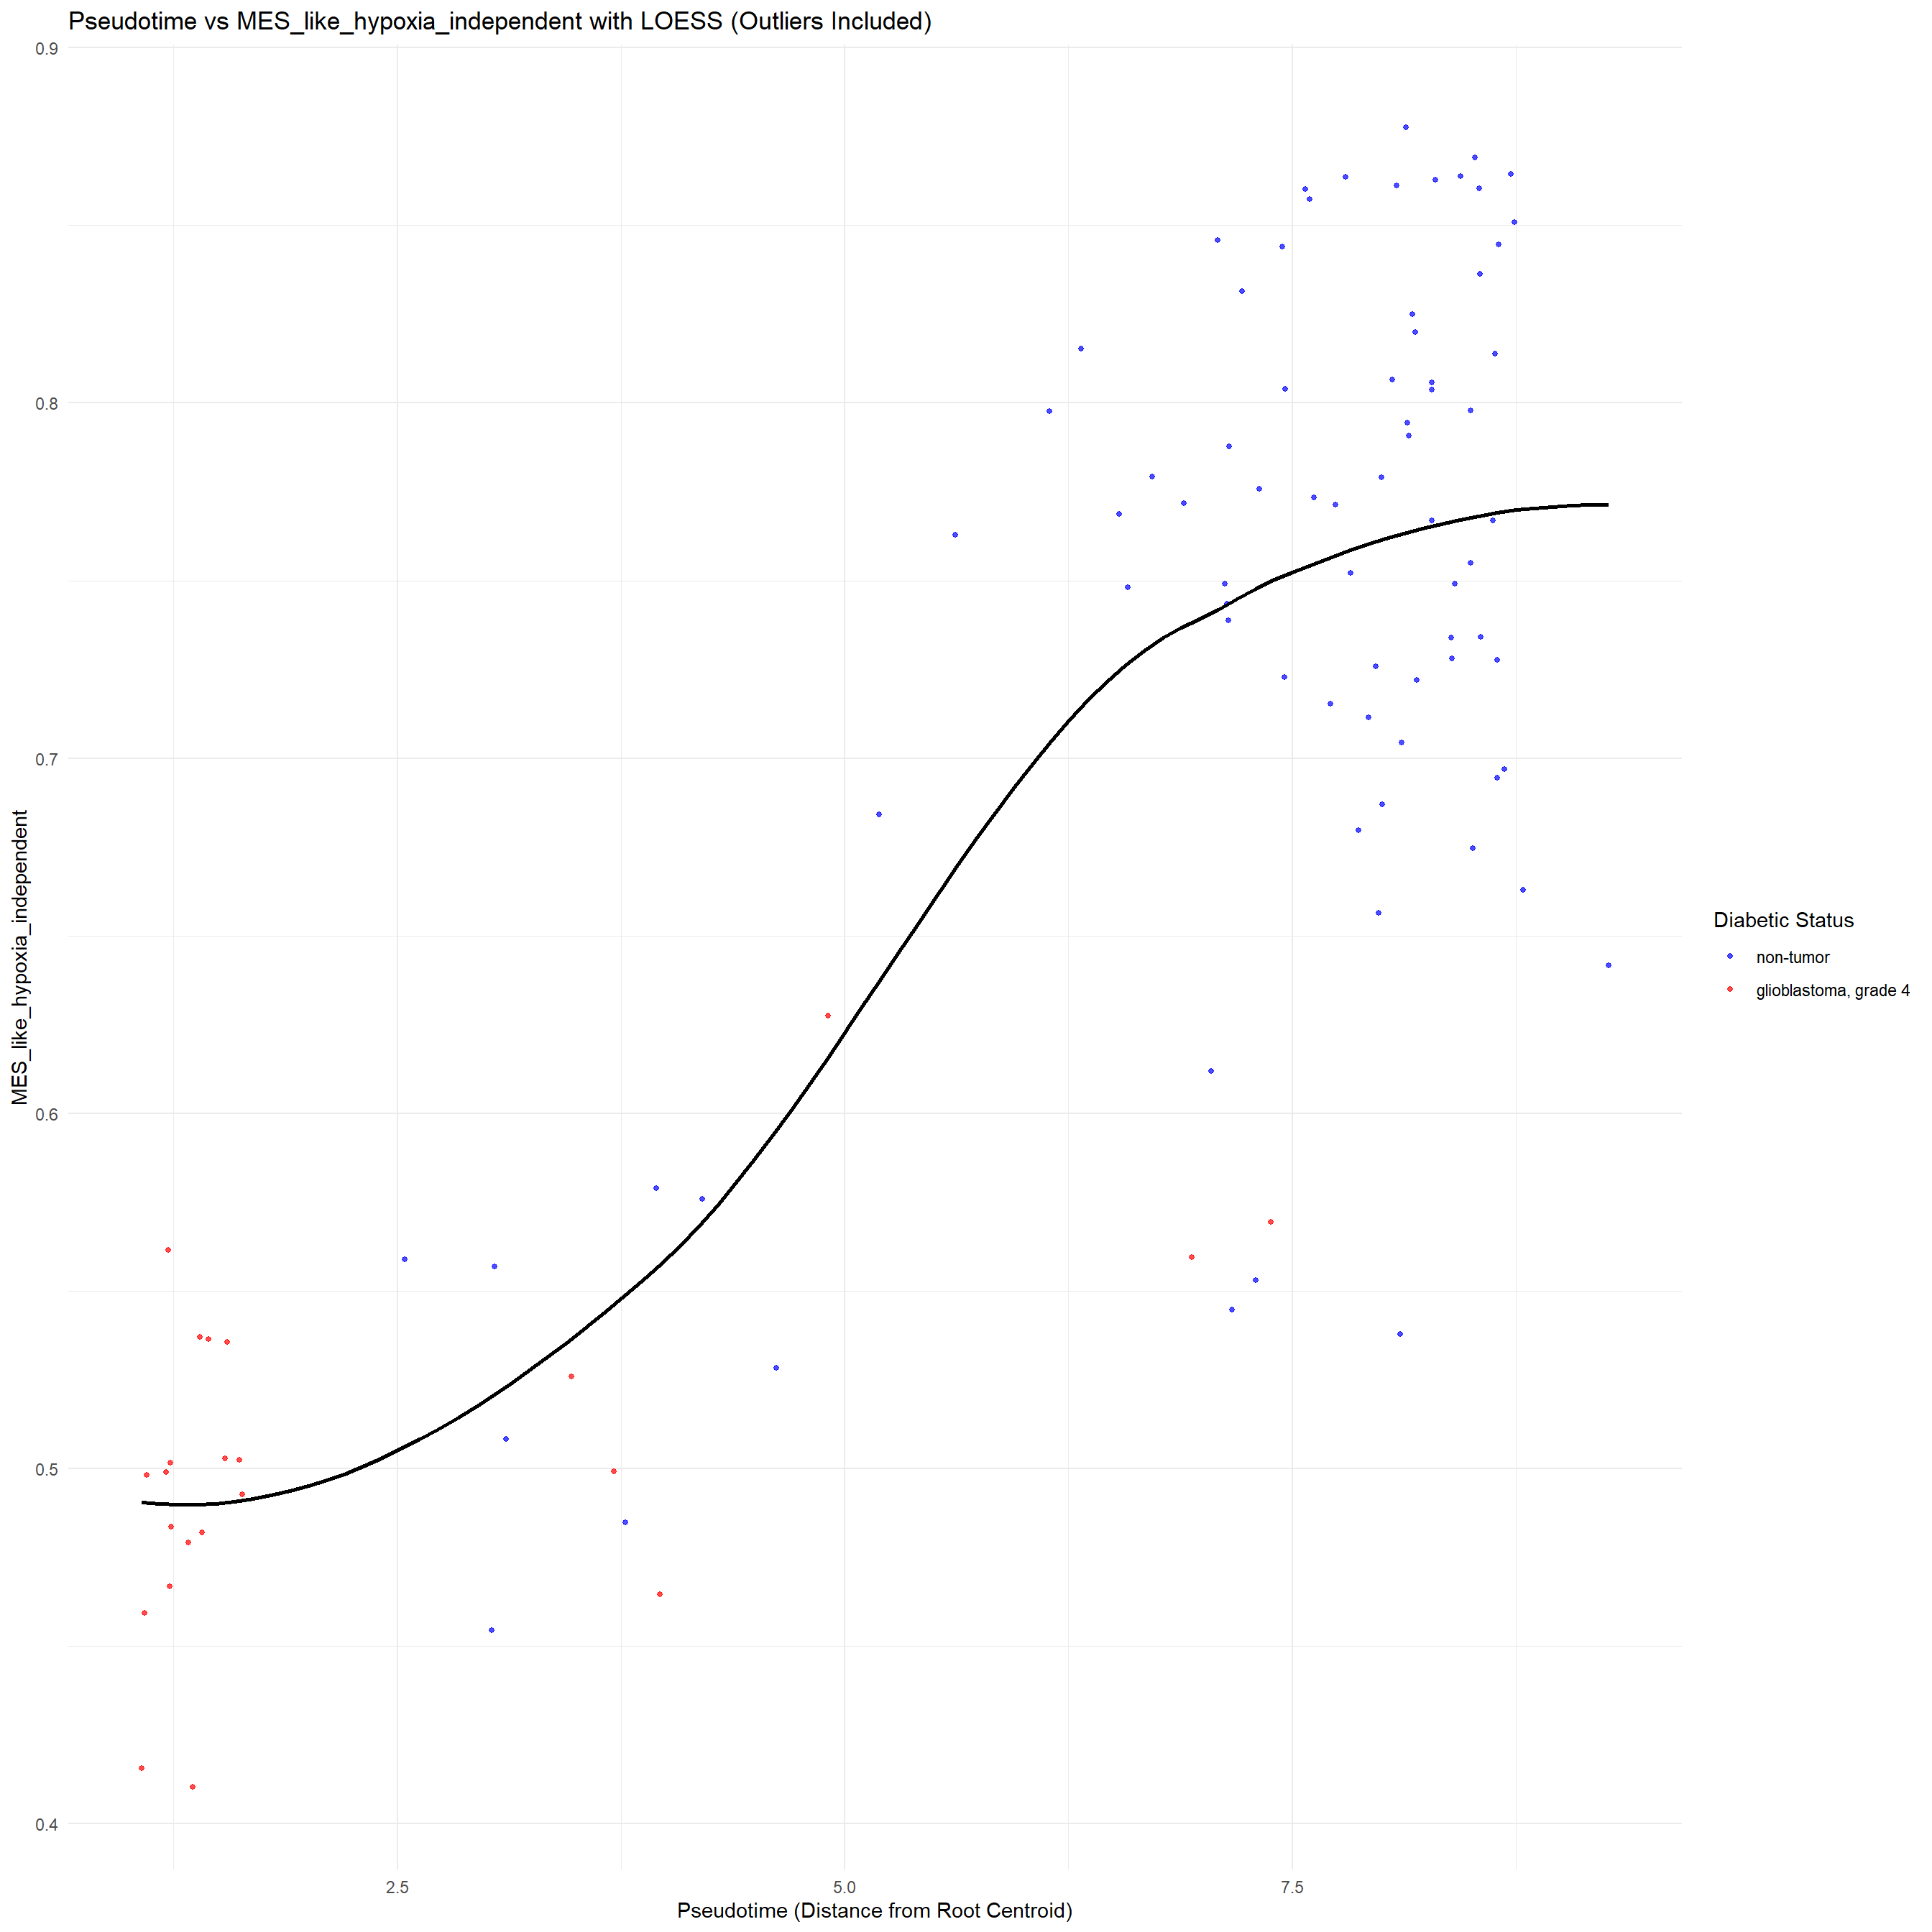 Pseudotime vs MES_like_hypoxia_independent with LOESS (Outliers Included)
0.9
0.8
0.7
0.6
0.5
0.4
MES_like_hypoxia_independent
2.5
5.0
7.5
Pseudotime (Distance from Root Centroid)
Diabetic Status
non-tumor
glioblastoma, grade 4